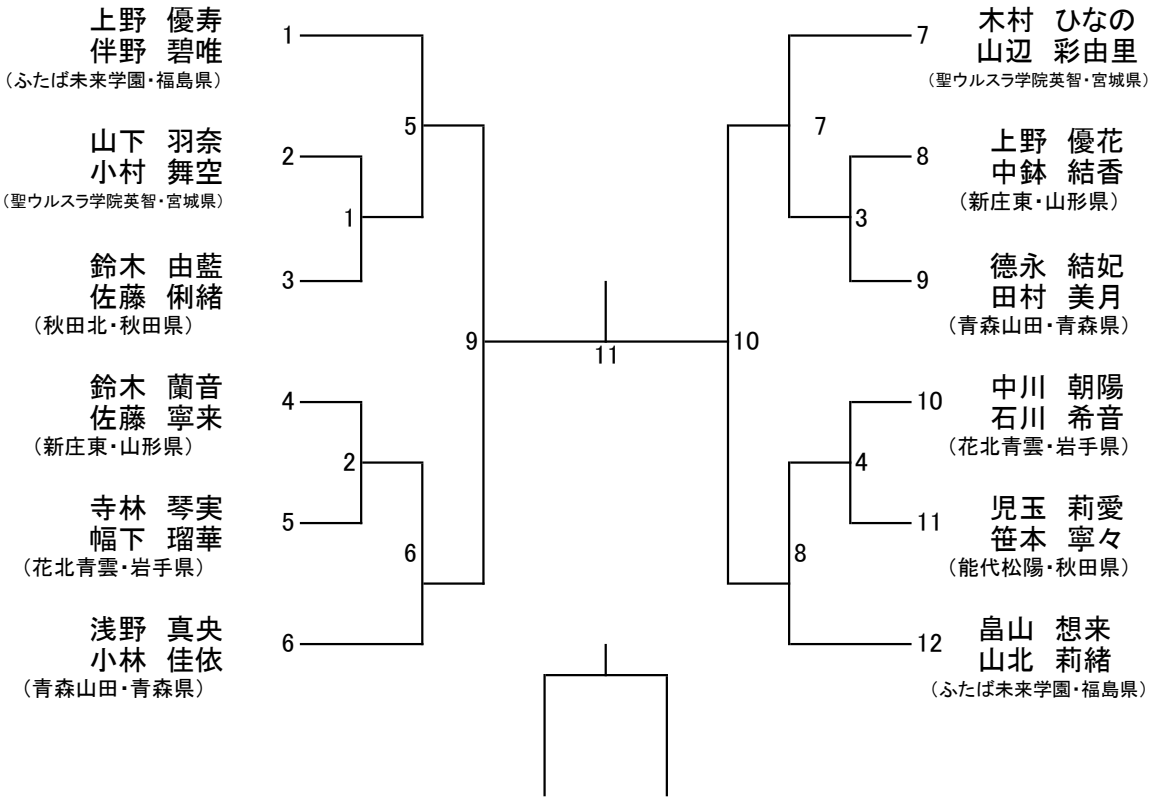 上野 優寿
伴野 碧唯
（ふたば未来学園・福島県）
1
山下 羽奈
小村 舞空
（聖ウルスラ学院英智・宮城県）
2
鈴木 由藍
佐藤 俐緒
（秋田北・秋田県）
3
鈴木 蘭音
佐藤 寧来
（新庄東・山形県）
4
寺林 琴実
幅下 瑠華
（花北青雲・岩手県）
5
浅野 真央
小林 佳依
（青森山田・青森県）
6
5
1
2
6
9
11
10
7
3
4
8
7
木村 ひなの
山辺 彩由里
（聖ウルスラ学院英智・宮城県）
8
上野 優花
中鉢 結香
（新庄東・山形県）
9
德永 結妃
田村 美月
（青森山田・青森県）
10
中川 朝陽
石川 希音
（花北青雲・岩手県）
11
児玉 莉愛
笹本 寧々
（能代松陽・秋田県）
12
畠山 想来
山北 莉緒
（ふたば未来学園・福島県）